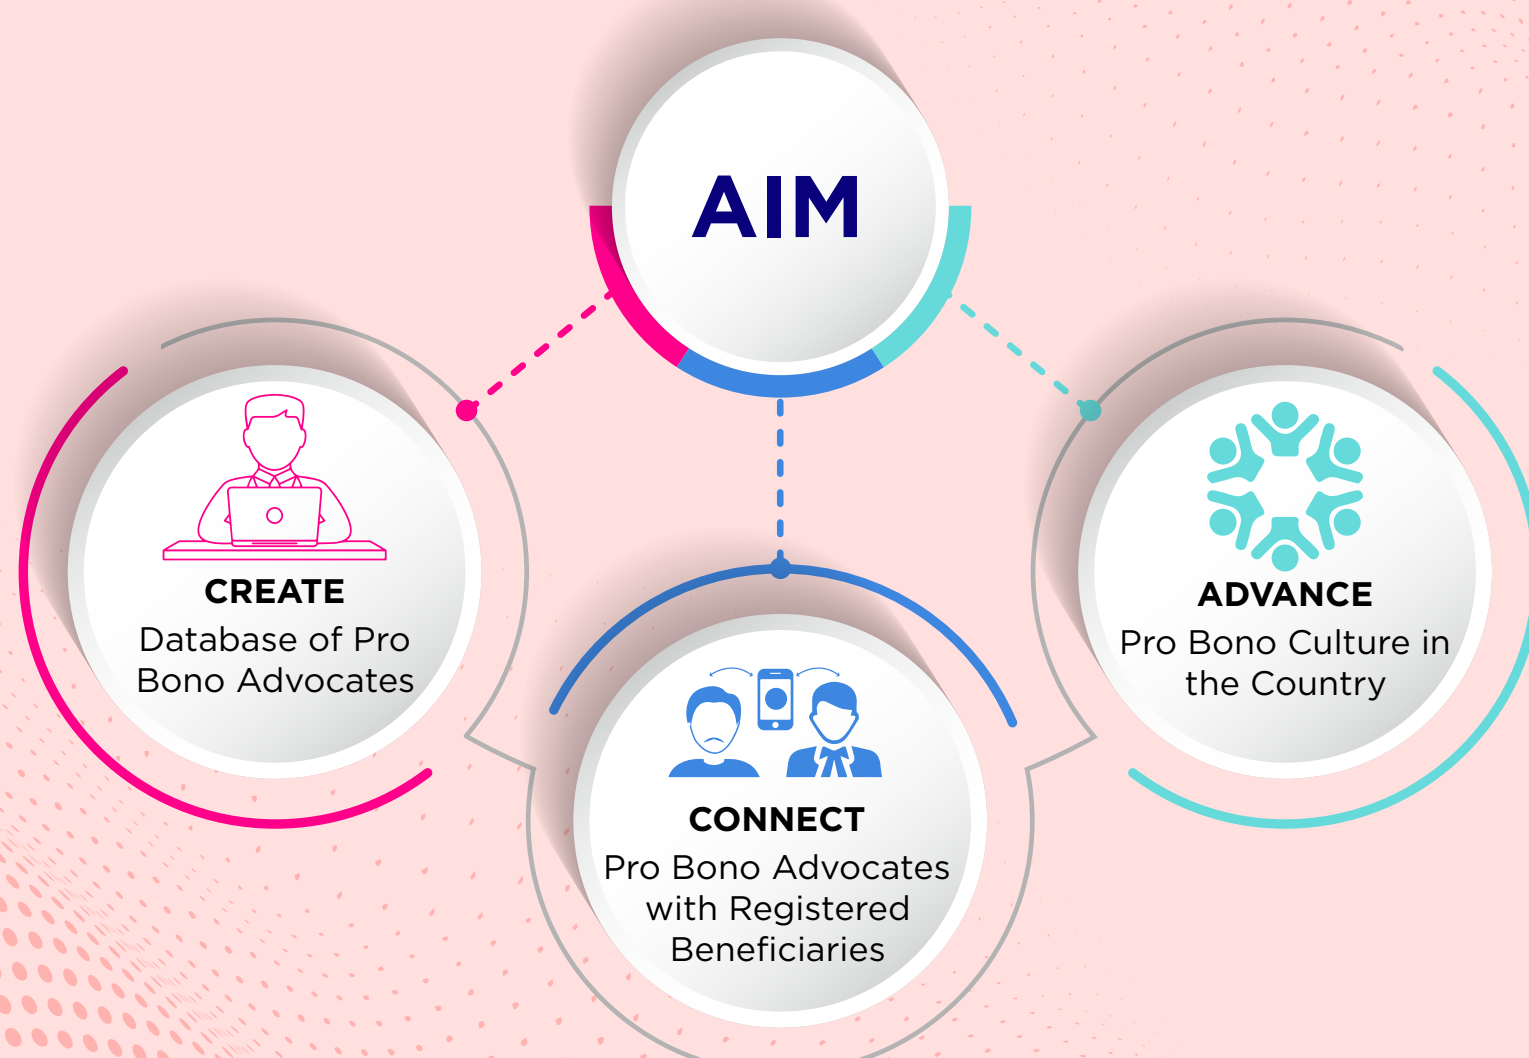 AIM
CREATE
Database of Pro
Bono Advocates
CONNECT
Pro Bono Advocates
with Registered
Beneficiaries
ADVANCE
Pro Bono Culture in
the Country